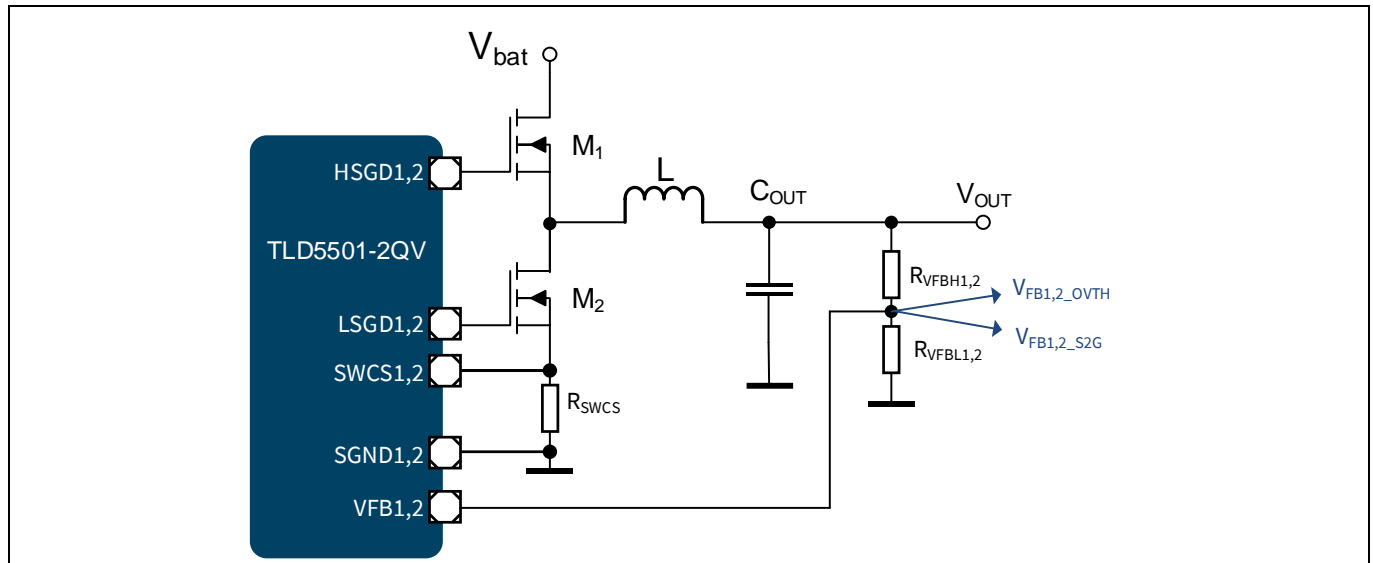 Vbat
HSGD1,2
M1
L
COUT
VOUT
TLD5501-2QV
RVFBH1,2
VFB1,2_OVTH
M2
LSGD1,2
VFB1,2_S2G
RVFBL1,2
SWCS1,2
RSWCS
SGND1,2
VFB1,2